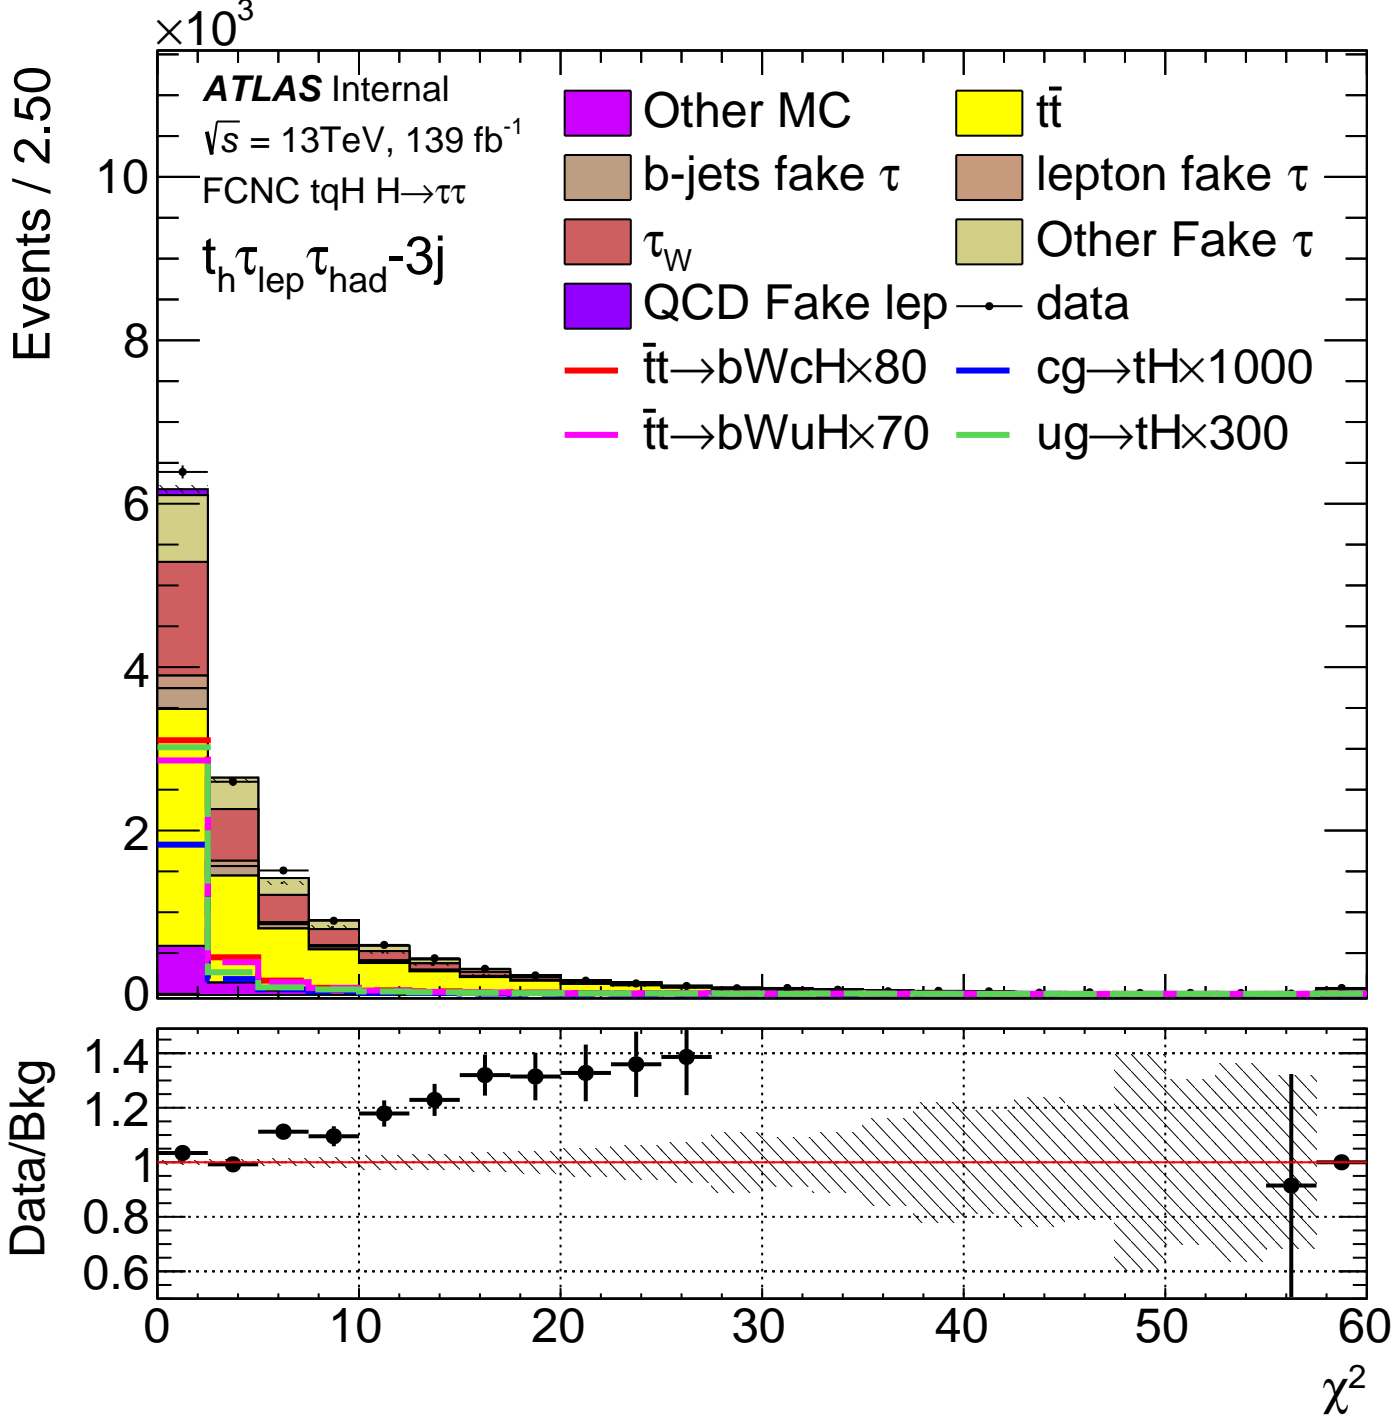 ×10³
Events / 2.50
ATLAS Internal
√s = 13TeV, 139 fb⁻¹
FCNC tqH H→ττ
t_h τ_lep τ_had-3j
Other MC
tt̄
b-jets fake τ
lepton fake τ
τ_W
Other Fake τ
QCD Fake lep
data
t̄t→bWcH×80
cg→tH×1000
t̄t→bWuH×70
ug→tH×300
10
8
6
4
2
0
Data/Bkg
1.4
1.2
1
0.8
0.6
0 10 20 30 40 50 60
χ²